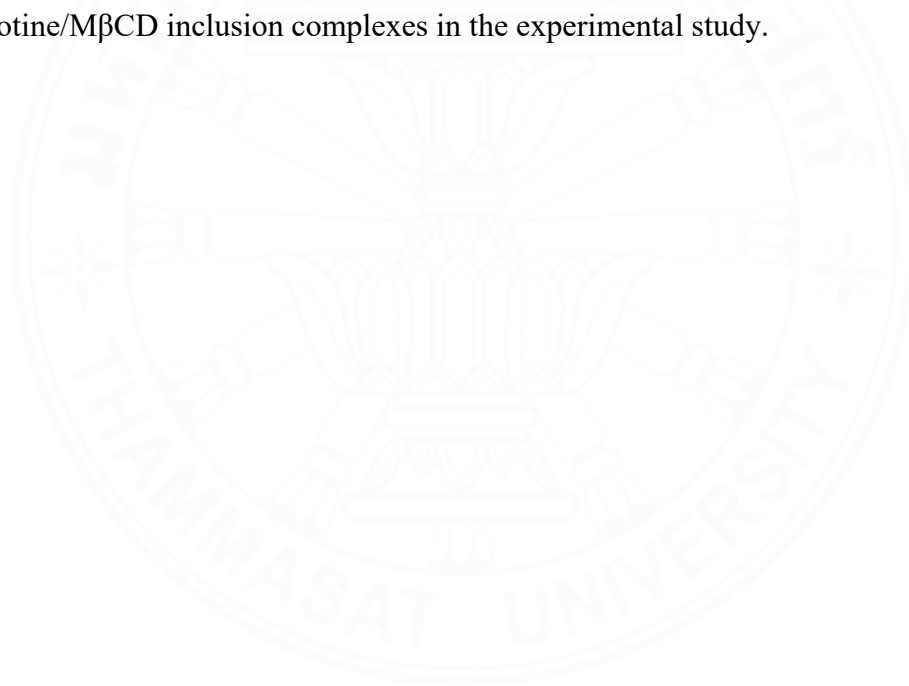 otine/MβCD inclusion complexes in the experimental study.
THAMMASAT UNIVERSITY